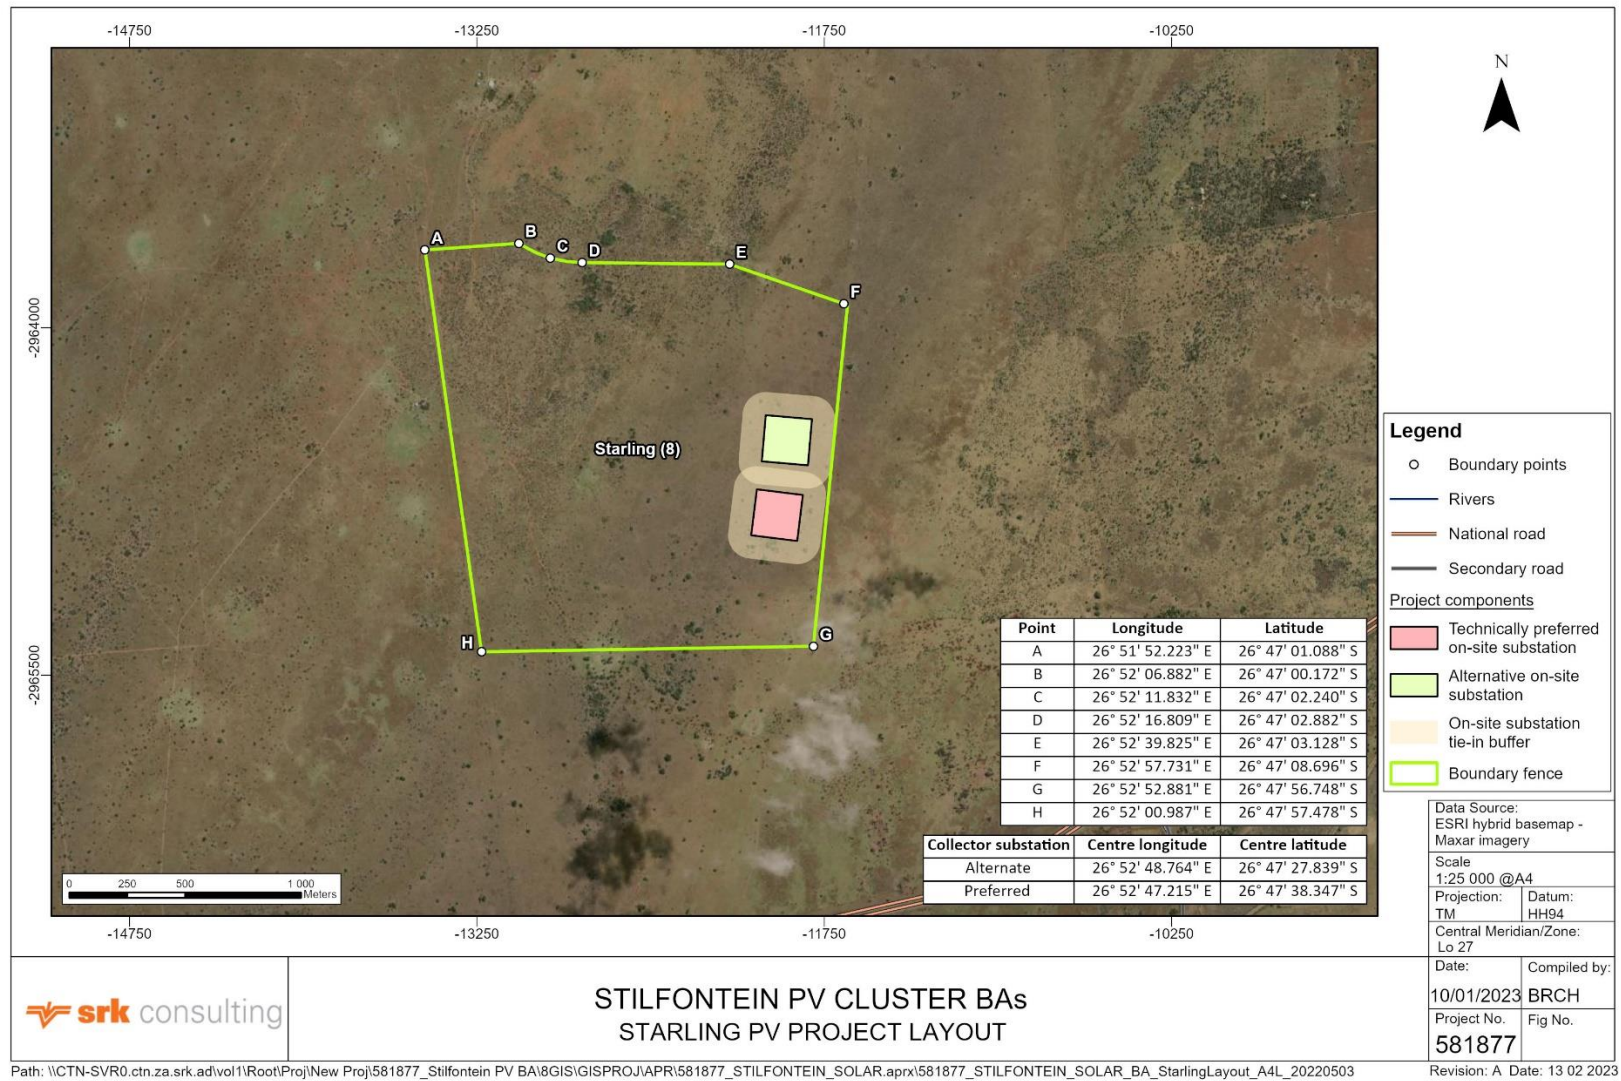 -14750 -13250 -11750 -10250
N
A
B
C
D
E
F
-2964000
Starling (8)
-2965500
H
G
Legend
Boundary points
Rivers
National road
Secondary road
Project components
Technically preferred
on-site substation
Alternative on-site
substation
On-site substation
tie-in buffer
Boundary fence
Point Longitude Latitude
A 26° 51' 52.223" E 26° 47' 01.088" S
B 26° 52' 06.882" E 26° 47' 00.172" S
C 26° 52' 11.832" E 26° 47' 02.240" S
D 26° 52' 16.809" E 26° 47' 02.882" S
E 26° 52' 39.825" E 26° 47' 03.128" S
F 26° 52' 57.731" E 26° 47' 08.696" S
G 26° 52' 52.881" E 26° 47' 56.748" S
H 26° 52' 00.987" E 26° 47' 57.478" S
Collector substation Centre longitude Centre latitude
Alternate 26° 52' 48.764" E 26° 47' 27.839" S
Preferred 26° 52' 47.215" E 26° 47' 38.347" S
0 250 500 1 000
Meters
-14750 -13250 -11750 -10250
Data Source:
ESRI hybrid basemap -
Maxar imagery
Scale
1:25 000 @A4
Projection: Datum:
TM HH94
Central Meridian/Zone:
Lo 27
Date: Compiled by:
10/01/2023 BRCH
Project No. Fig No.
581877
srk consulting
STILFONTEIN PV CLUSTER BAs
STARLING PV PROJECT LAYOUT
Path: \\CTN-SVR0.ctn.za.srk.ad\vol1\Root\Proj\New Proj\581877_Stilfontein PV BA\8GIS\GISPROJ\APR\581877_STILFONTEIN_SOLAR.aprx\581877_STILFONTEIN_SOLAR_BA_StarlingLayout_A4L_20220503 Revision: A Date: 13 02 2023